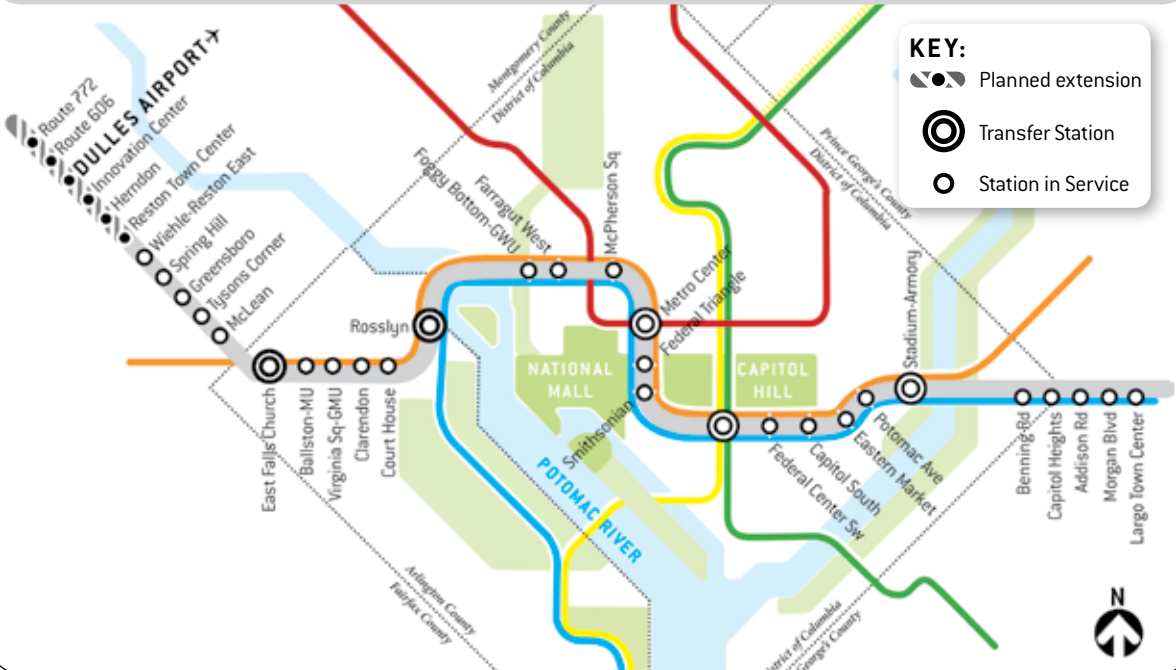 KEY:
Planned extension
Transfer Station
Station in Service
Route 772
Route 606
DULLES AIRPORT
Innovation Center
Herndon
Reston Town Center
Wiehle-Reston East
Spring Hill
Greensboro
Tysons Corner
McLean
East Falls Church
Ballston-MU
Virginia Sq-GMU
Clarendon
Court House
Rosslyn
Foggy Bottom-GWU
Farragut West
McPherson Sq
Metro Center
Federal Triangle
Smithsonian
NATIONAL
MALL
CAPITOL
HILL
Federal Center Sw
Capitol South
Eastern Market
Potomac Ave
Stadium-Armory
Benning Rd
Capitol Heights
Addison Rd
Morgan Blvd
Largo Town Center
POTOMAC RIVER
Montgomery County
District of Columbia
Prince George's County
District of Columbia
Arlington County
Fairfax County
District of Columbia
George's County
N